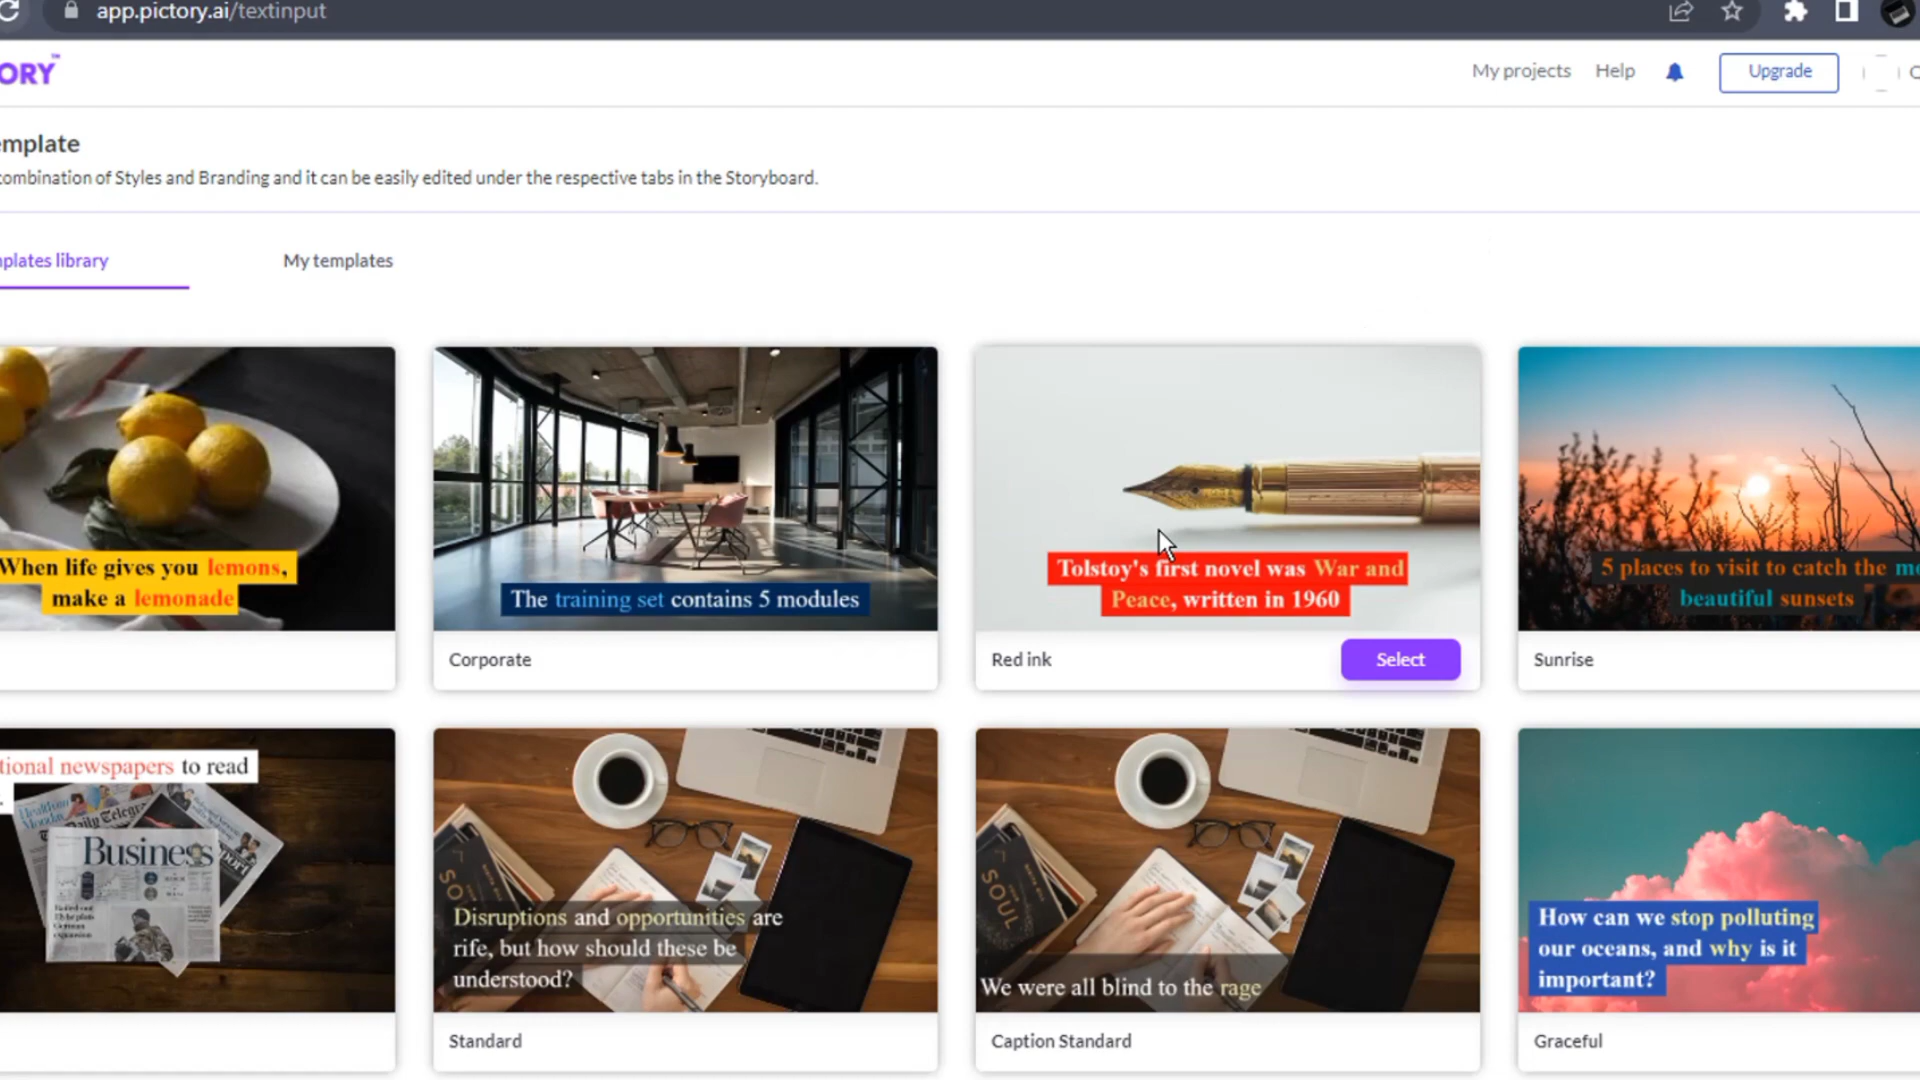 app.pictory.ai/textinput
ORY
My projects
Help
Upgrade
emplate
combination of Styles and Branding and it can be easily edited under the respective tabs in the Storyboard.
plates library
My templates
When life gives you lemons,
make a lemonade
The training set contains 5 modules
Corporate
Tolstoy's first novel was War and
Peace, written in 1960
Red ink
Select
5 places to visit to catch the mo
beautiful sunsets
Sunrise
tional newspapers to read
Business
Disruptions and opportunities are
rife, but how should these be
understood?
Standard
SOUL
We were all blind to the rage
Caption Standard
How can we stop polluting
our oceans, and why is it
important?
Graceful